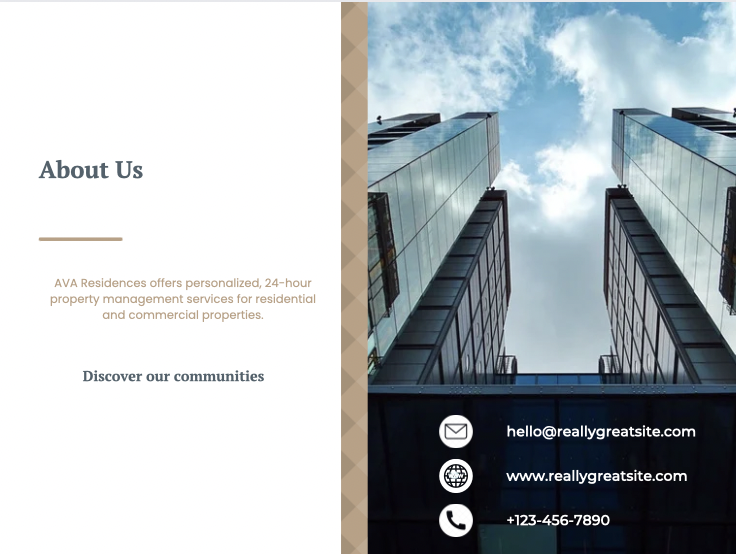 About Us
AVA Residences offers personalized, 24-hour
property management services for residential
and commercial properties.
Discover our communities
hello@reallygreatsite.com
www.reallygreatsite.com
+123-456-7890